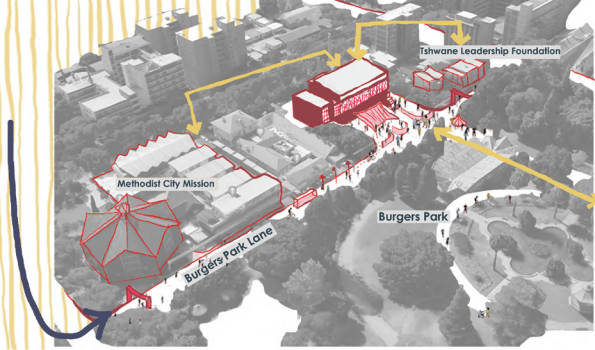 Tshwane Leadership Foundation
Methodist City Mission
Burgers Park
Burgers Park Lane